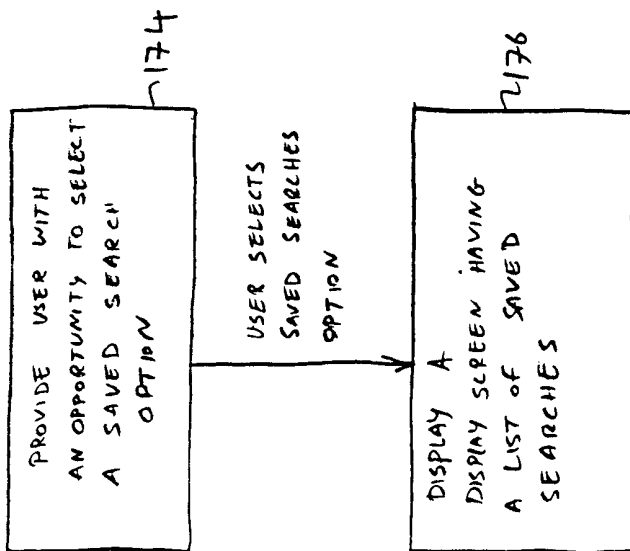 PROVIDE USER WITH
AN OPPORTUNITY TO SELECT
A SAVED SEARCH
OPTION
174
USER SELECTS
SAVED SEARCHES
OPTION
DISPLAY A
DISPLAY SCREEN HAVING
A LIST OF SAVED
SEARCHES
176